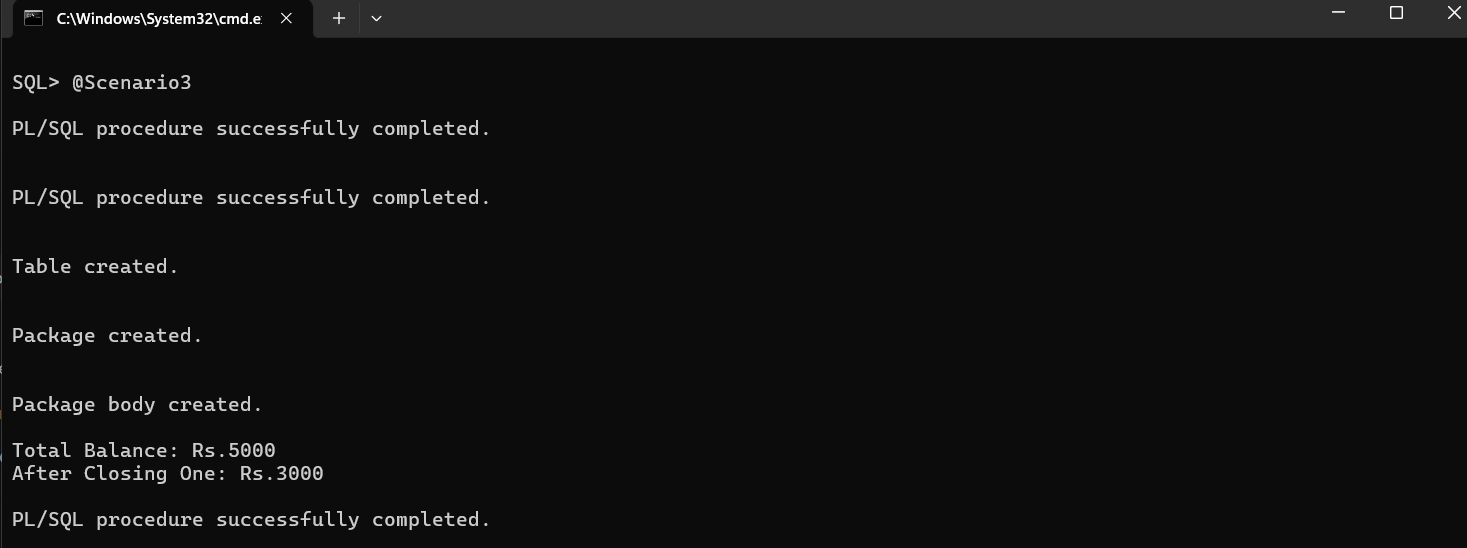 C:\Windows\System32\cmd.e
SQL> @Scenario3
PL/SQL procedure successfully completed.
PL/SQL procedure successfully completed.
Table created.
Package created.
Package body created.
Total Balance: Rs.5000
After Closing One: Rs.3000
PL/SQL procedure successfully completed.